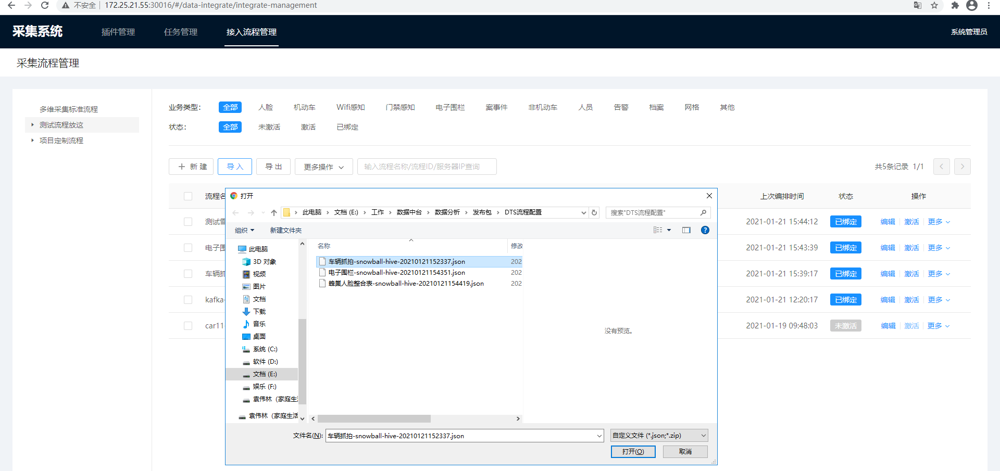 不安全 172.25.21.55:30016/#/data-integrate/integrate-management
采集系统 插件管理 任务管理 接入流程管理 系统管理员
采集流程管理
多维采集标准流程
测试流程放这
项目定制流程
业务类型： 全部 人脸 机动车 Wifi感知 门禁感知 电子围栏 案事件 非机动车 人员 告警 档案 网格 其他
状态： 全部 未激活 激活 已绑定
新 建 导 入 导 出 更多操作 输入流程名称/流程ID/服务器IP查询 共5条记录 1/1
流程名 上次编排时间 状态 操作
测试雪 2021-01-21 15:44:12 已绑定 编辑 激活 更多
电子围 2021-01-21 15:43:39 已绑定 编辑 激活 更多
车辆抓 2021-01-21 15:39:17 已绑定 编辑 激活 更多
kafka- 2021-01-21 12:20:17 已绑定 编辑 激活 更多
car11 2021-01-19 09:48:03 未激活 编辑 激活 更多
打开
此电脑 文档 (E:) 工作 数据中台 数据分析 发布包 DTS流程配置 搜索"DTS流程配置"
组织 新建文件夹
此电脑
3D 对象
视频
图片
文档
下载
音乐
桌面
系统 (C:)
软件 (D:)
文档 (E:)
娱乐 (F:)
袁伟林（家庭生活
袁伟林（家庭生活
名称 修改
车辆抓拍-snowball-hive-20210121152337.json 202
电子围栏-snowball-hive-20210121154351.json 202
蜂巢人脸整合表-snowball-hive-20210121154419.json 202
没有预览。
文件名(N): 车辆抓拍-snowball-hive-20210121152337.json 自定义文件 (*.json;*.zip)
打开(O) 取消